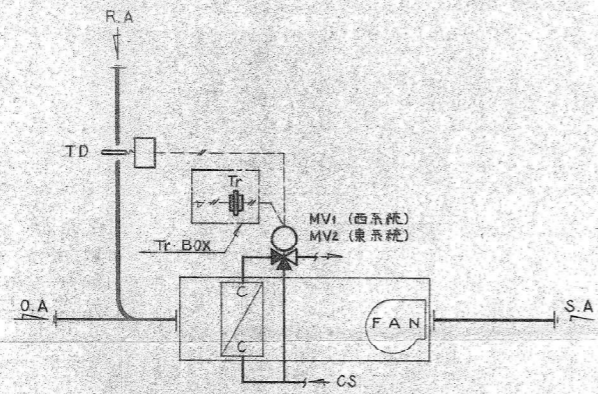 R.A
TD
Tr
MV1 (西系統)
MV2 (東系統)
Tr·BOX
O.A
C
FAN
S.A
C
CS